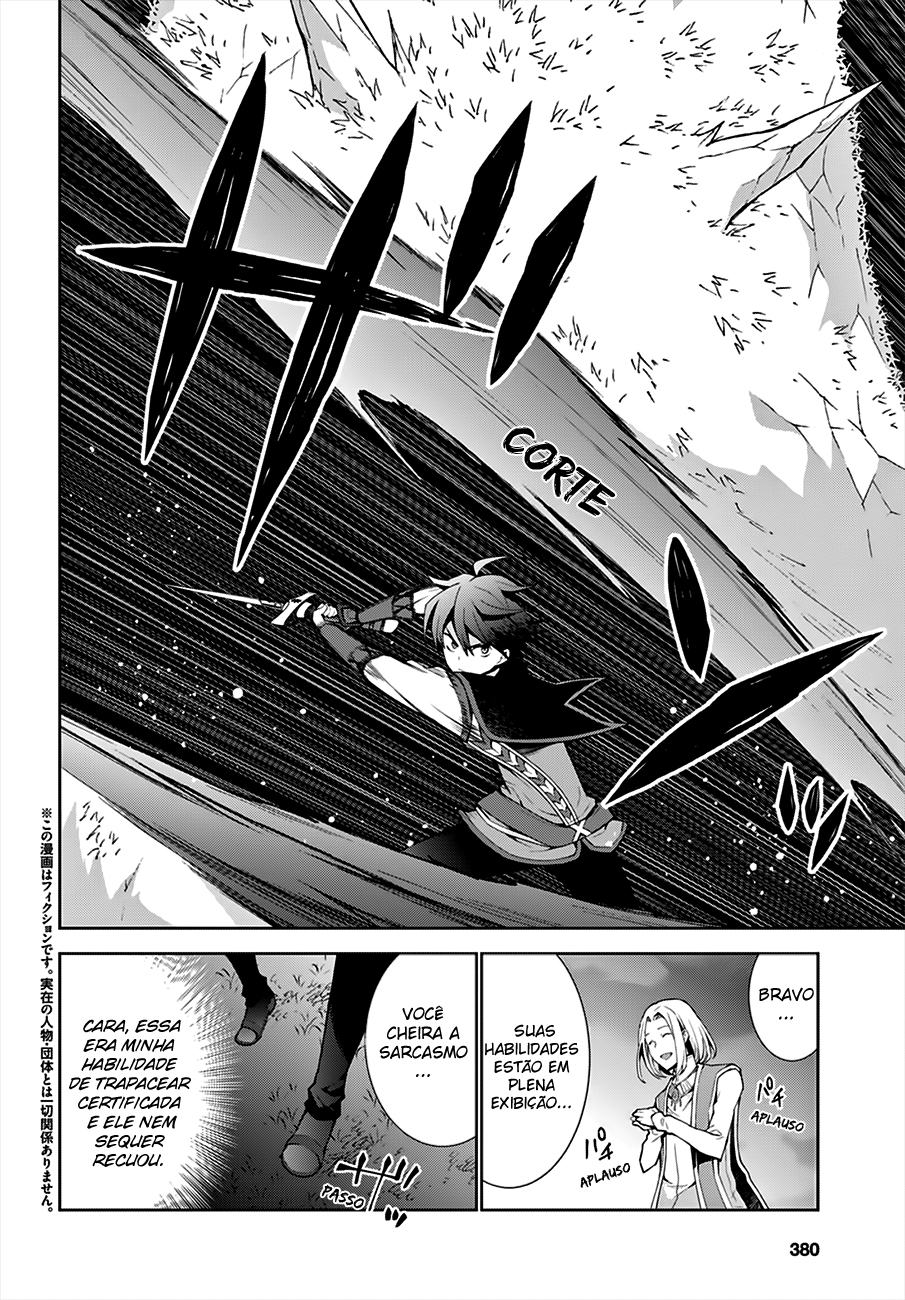 ザン
CORTE
BRAVO
...
パチ
APLAUSO
パチ
APLAUSO
SUAS
HABILIDADES
ESTÃO EM
PLENA
EXIBIÇÃO...
VOCÊ
CHEIRA A
SARCASMO
...
PASSO
CARA, ESSA
ERA MINHA
HABILIDADE
DE TRAPACEAR
CERTIFICADA
E ELE NEM
SEQUER
RECUOU.
※この漫画はフィクションです。実在の人物・団体とは一切関係ありません。
380